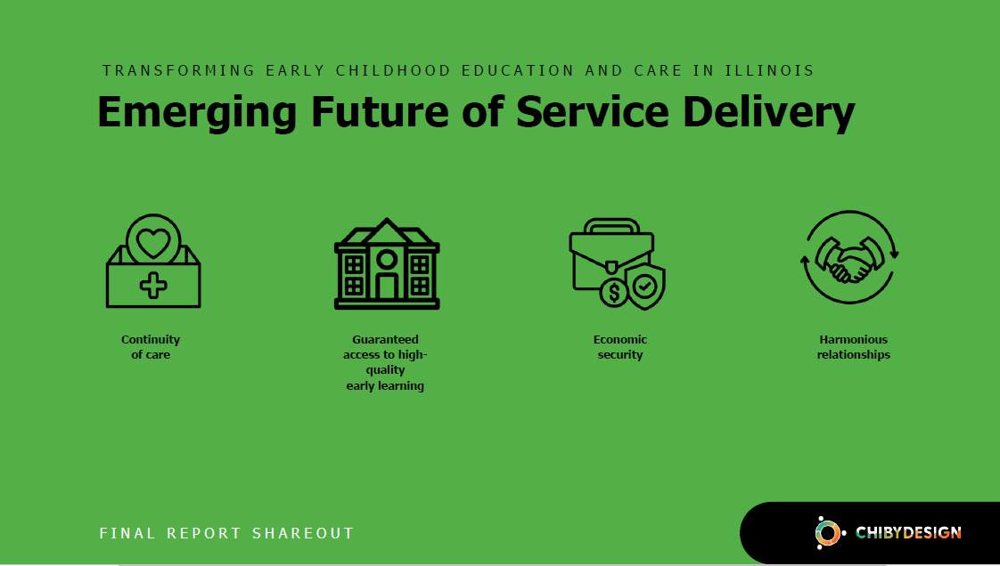 TRANSFORMING EARLY CHILDHOOD EDUCATION AND CARE IN ILLINOIS
Emerging Future of Service Delivery
Continuity
of care
Guaranteed
access to high-
quality
early learning
Economic
security
Harmonious
relationships
$
FINAL REPORT SHAREOUT
CHIBYDESIGN